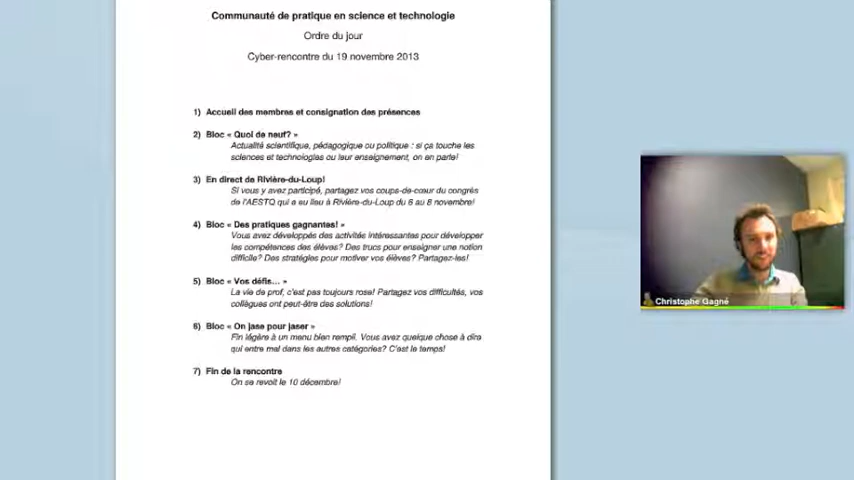 Communauté de pratique en science et technologie
Ordre du jour
Cyber-rencontre du 19 novembre 2013
1) Accueil des membres et consignation des présences
2) Bloc « Quoi de neuf? »
Actualité scientifique, pédagogique ou politique : si ça touche les
sciences et technologies ou leur enseignement, on en parle!
3) En direct de Rivière-du-Loup!
Si vous y avez participé, partagez vos coups-de-cœur du congrès
de l'AESTQ qui a eu lieu à Rivière-du-Loup du 6 au 8 novembre!
4) Bloc « Des pratiques gagnantes! «
Vous avez développés des activités intéressantes pour développer
les compétences des élèves? Des trucs pour enseigner une notion
difficile? Des stratégies pour motiver vos élèves? Partagez-les!
5) Bloc « Vos défis... »
La vie de prof, c'est pas toujours rose! Partagez vos difficultés, vos
collègues ont peut-être des solutions!
6) Bloc « On jase pour jaser »
Fin légère à un menu bien rempli. Vous avez quelque chose à dire
qui entre mal dans les autres catégories? C'est le temps!
7) Fin de la rencontre
On se revoit le 10 décembre!
Christophe Gagné